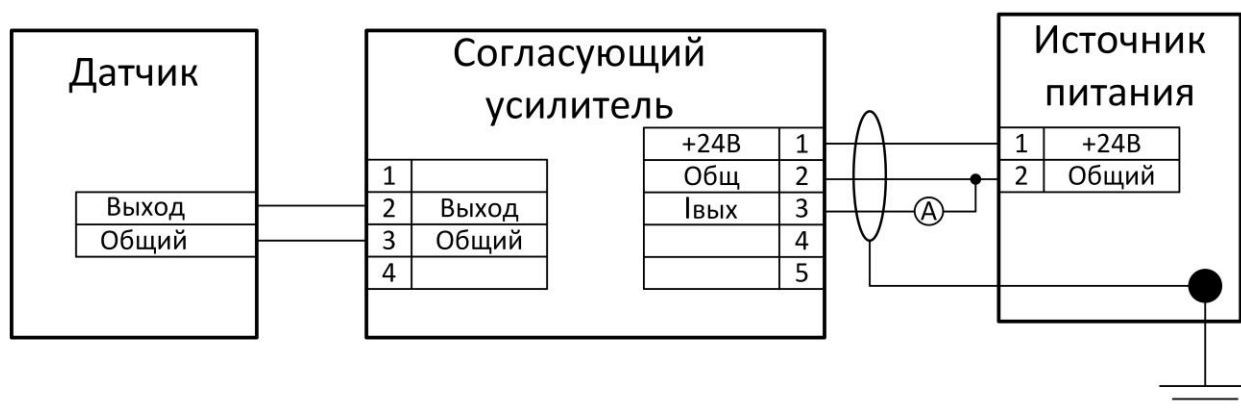 Датчик
Выход
Общий
Согласующий
усилитель
1
2 Выход
3 Общий
4
+24В 1
Общ 2
Iвых 3
4
5
А
Источник
питания
1 +24В
2 Общий